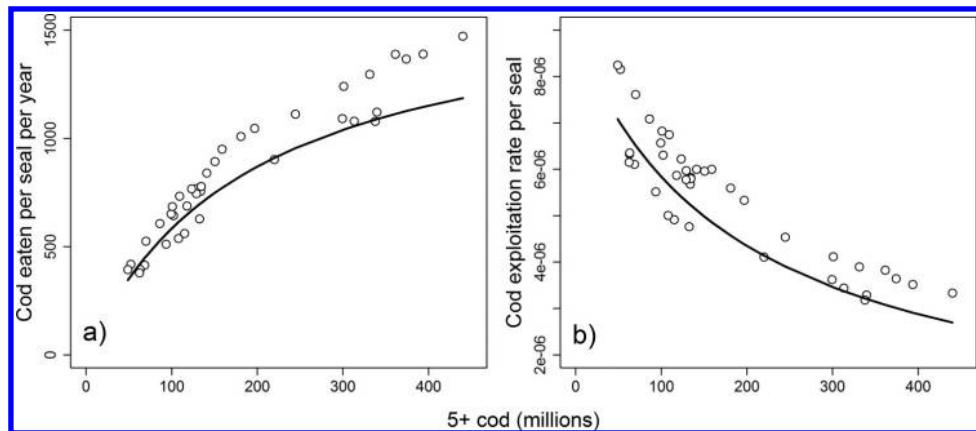 Cod eaten per seal per year
1500
1000
500
0
a)
0 100 200 300 400
Cod exploitation rate per seal
8e-06
6e-06
4e-06
2e-06
b)
0 100 200 300 400
5+ cod (millions)